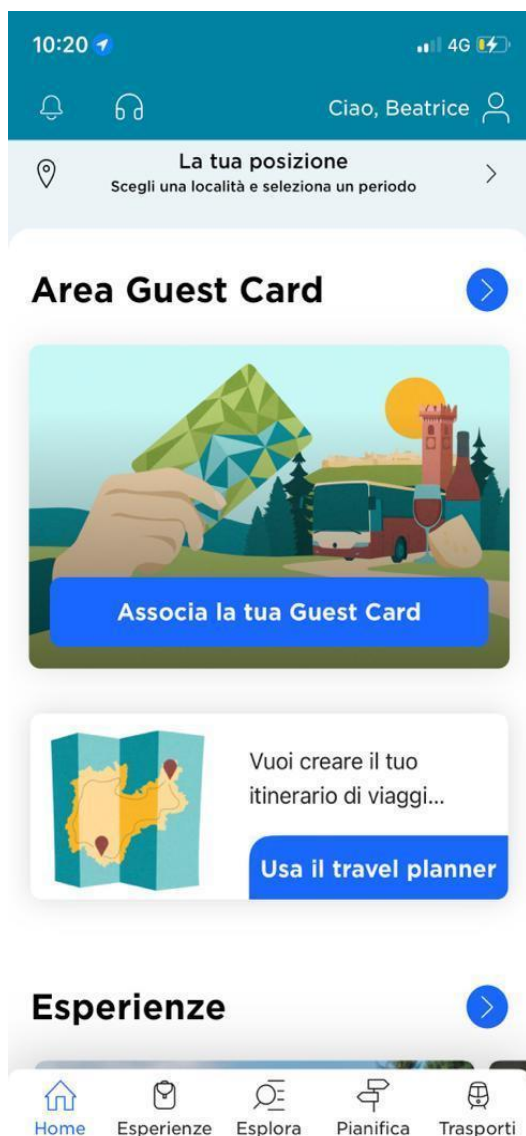 10:20
4G
Ciao, Beatrice
La tua posizione
Scegli una località e seleziona un periodo
Area Guest Card
Associa la tua Guest Card
Vuoi creare il tuo
itinerario di viaggi...
Usa il travel planner
Esperienze
Home
Esperienze
Esplora
Pianifica
Trasporti